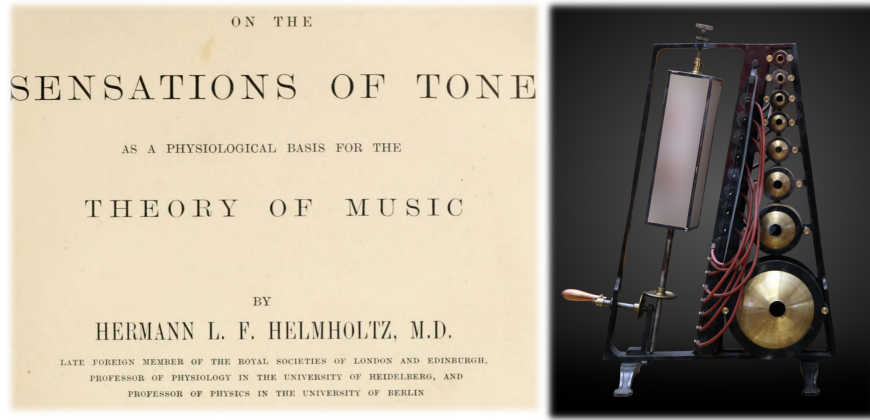 ON THE
SENSATIONS OF TONE
AS A PHYSIOLOGICAL BASIS FOR THE
THEORY OF MUSIC
BY
HERMANN L. F. HELMHOLTZ, M.D.
LATE FOREIGN MEMBER OF THE ROYAL SOCIETIES OF LONDON AND EDINBURGH,
PROFESSOR OF PHYSIOLOGY IN THE UNIVERSITY OF HEIDELBERG, AND
PROFESSOR OF PHYSICS IN THE UNIVERSITY OF BERLIN